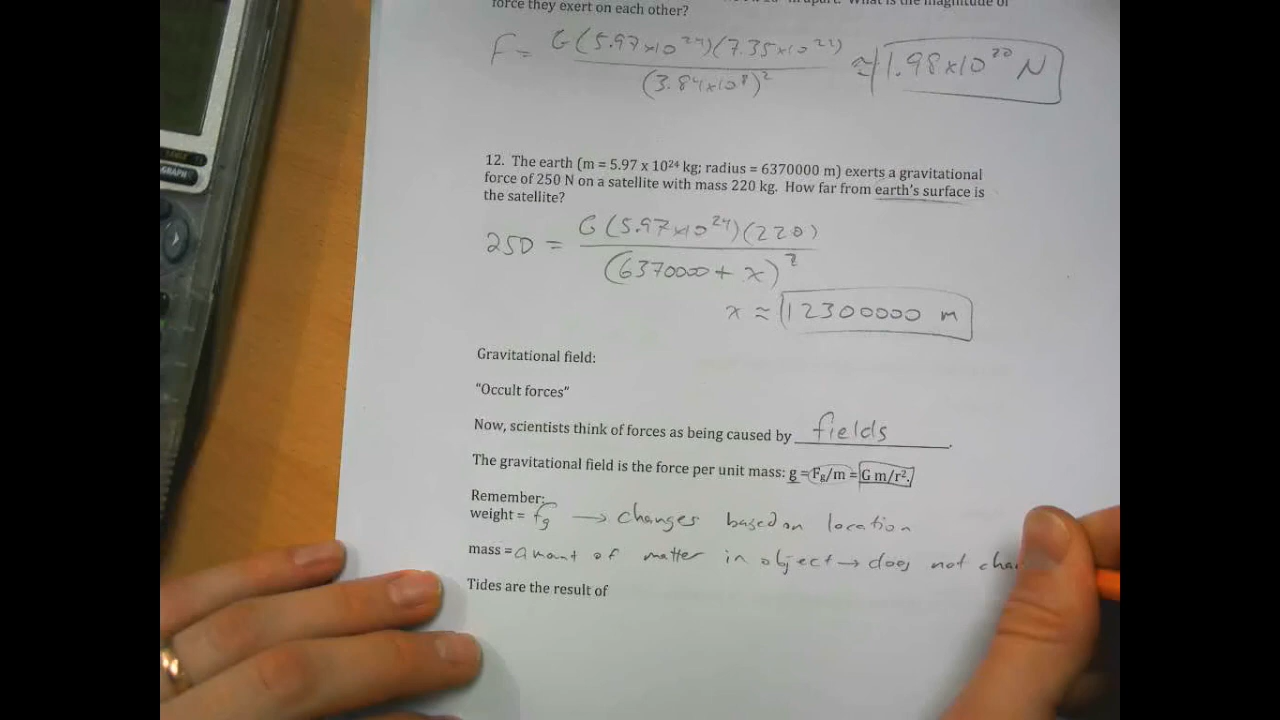 force they exert on each other?
F = G(5.97×10²⁴)(7.35×10²²) / (3.84×10⁸)² ≈ 1.98×10²⁰ N
12. The earth (m = 5.97 x 10²⁴ kg; radius = 6370000 m) exerts a gravitational
force of 250 N on a satellite with mass 220 kg. How far from earth's surface is
the satellite?
250 = G(5.97×10²⁴)(220) / (6370000 + x)²
x ≈ 12300000 m
Gravitational field:
"Occult forces"
Now, scientists think of forces as being caused by fields.
The gravitational field is the force per unit mass: g = Fg/m = G m/r².
Remember:
weight = Fg → changes based on location
mass = amount of matter in object → does not
Tides are the result of
GRAPH